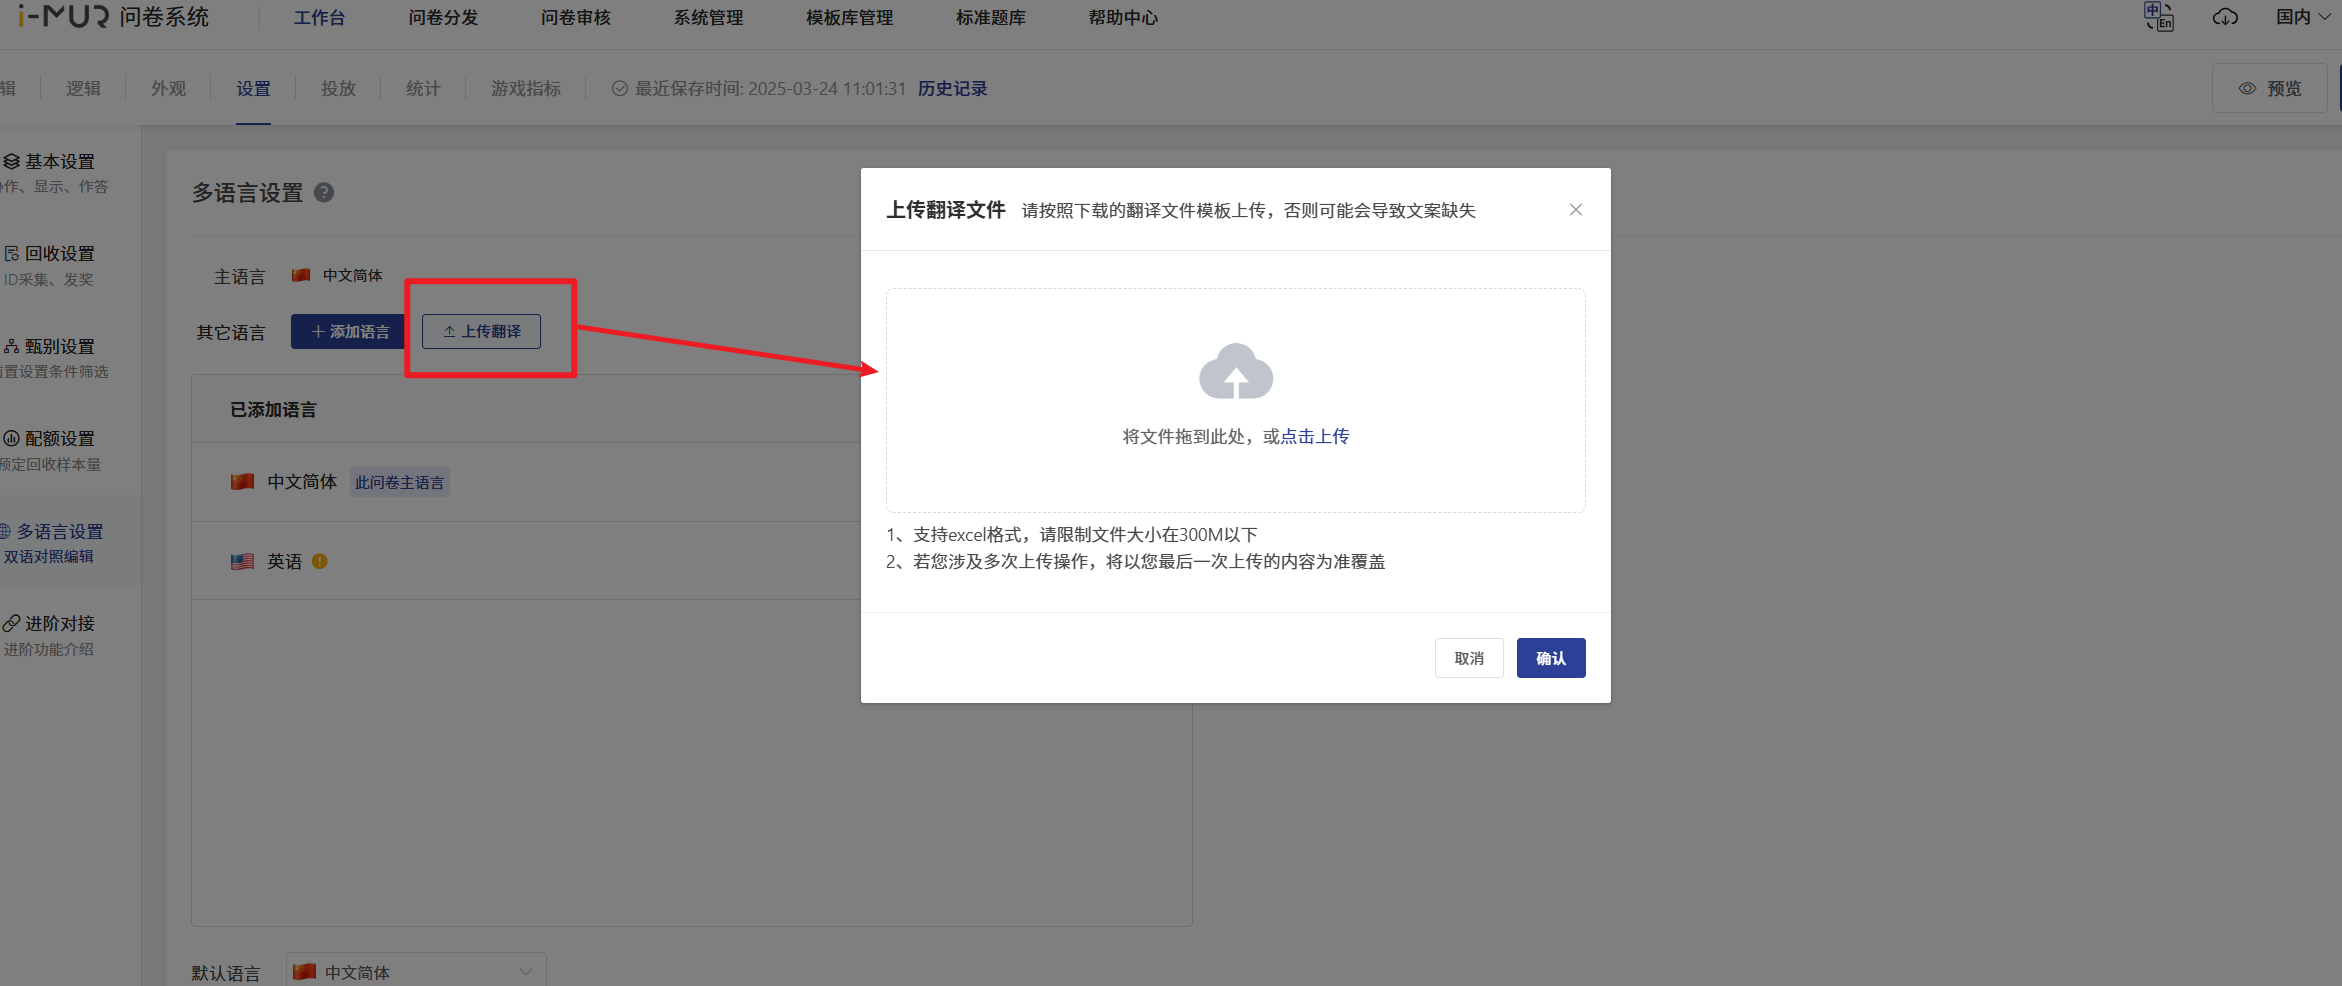 i-MUR 问卷系统
工作台
问卷分发
问卷审核
系统管理
模板库管理
标准题库
帮助中心
中
En
国内
辑
逻辑
外观
设置
投放
统计
游戏指标
最近保存时间: 2025-03-24 11:01:31 历史记录
预览
基本设置
作、显示、作答
回收设置
ID采集、发奖
甄别设置
置设置条件筛选
配额设置
预定回收样本量
多语言设置
双语对照编辑
进阶对接
进阶功能介绍
多语言设置 ?
主语言 中文简体
其它语言 添加语言 上传翻译
已添加语言
中文简体 此问卷主语言
英语
默认语言 中文简体
上传翻译文件 请按照下载的翻译文件模板上传，否则可能会导致文案缺失
将文件拖到此处，或点击上传
1、支持excel格式，请限制文件大小在300M以下
2、若您涉及多次上传操作，将以您最后一次上传的内容为准覆盖
取消
确认